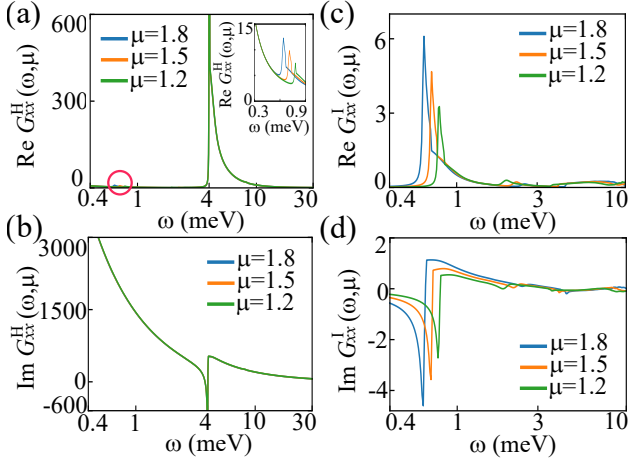 (a)
600
300
0
Re G^H_xx (ω,μ)
μ=1.8
μ=1.5
μ=1.2
15
0
Re G^H_xx (ω,μ)
0.3
0.9
ω (meV)
0.4
1
4
10
30
ω (meV)
(b)
3000
1500
0
-600
Im G^H_xx (ω,μ)
μ=1.8
μ=1.5
μ=1.2
0.4
1
4
10
30
ω (meV)
(c)
6
3
0
Re G^I_xx (ω,μ)
μ=1.8
μ=1.5
μ=1.2
0.4
1
3
10
ω (meV)
(d)
2
0
-2
-4
Im G^I_xx (ω,μ)
μ=1.8
μ=1.5
μ=1.2
0.4
1
3
10
ω (meV)